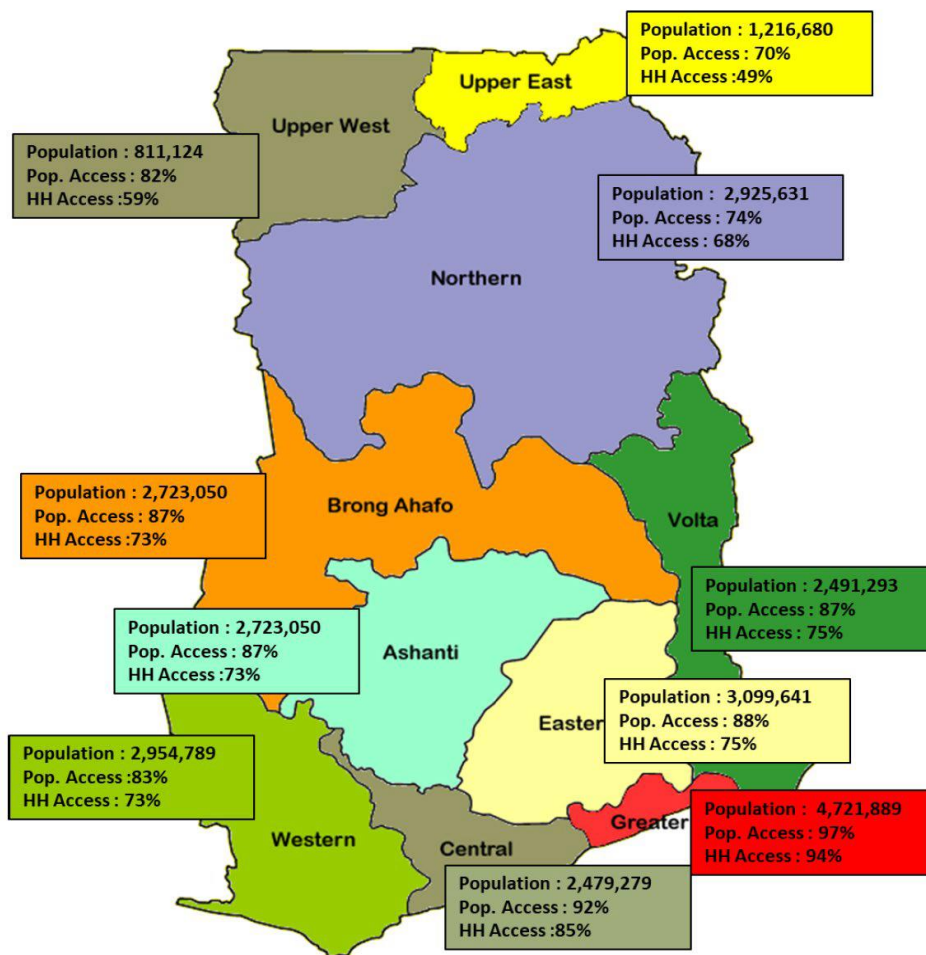 Population : 1,216,680
Pop. Access : 70%
HH Access :49%
Upper East
Upper West
Population : 811,124
Pop. Access : 82%
HH Access :59%
Population : 2,925,631
Pop. Access : 74%
HH Access : 68%
Northern
Population : 2,723,050
Pop. Access : 87%
HH Access :73%
Brong Ahafo
Volta
Population : 2,491,293
Pop. Access : 87%
HH Access : 75%
Population : 2,723,050
Pop. Access : 87%
HH Access :73%
Ashanti
Population : 3,099,641
Pop. Access : 88%
HH Access : 75%
Easter
Population : 2,954,789
Pop. Access :83%
HH Access : 73%
Western
Central
Greater
Population : 4,721,889
Pop. Access : 97%
HH Access : 94%
Population : 2,479,279
Pop. Access : 92%
HH Access :85%